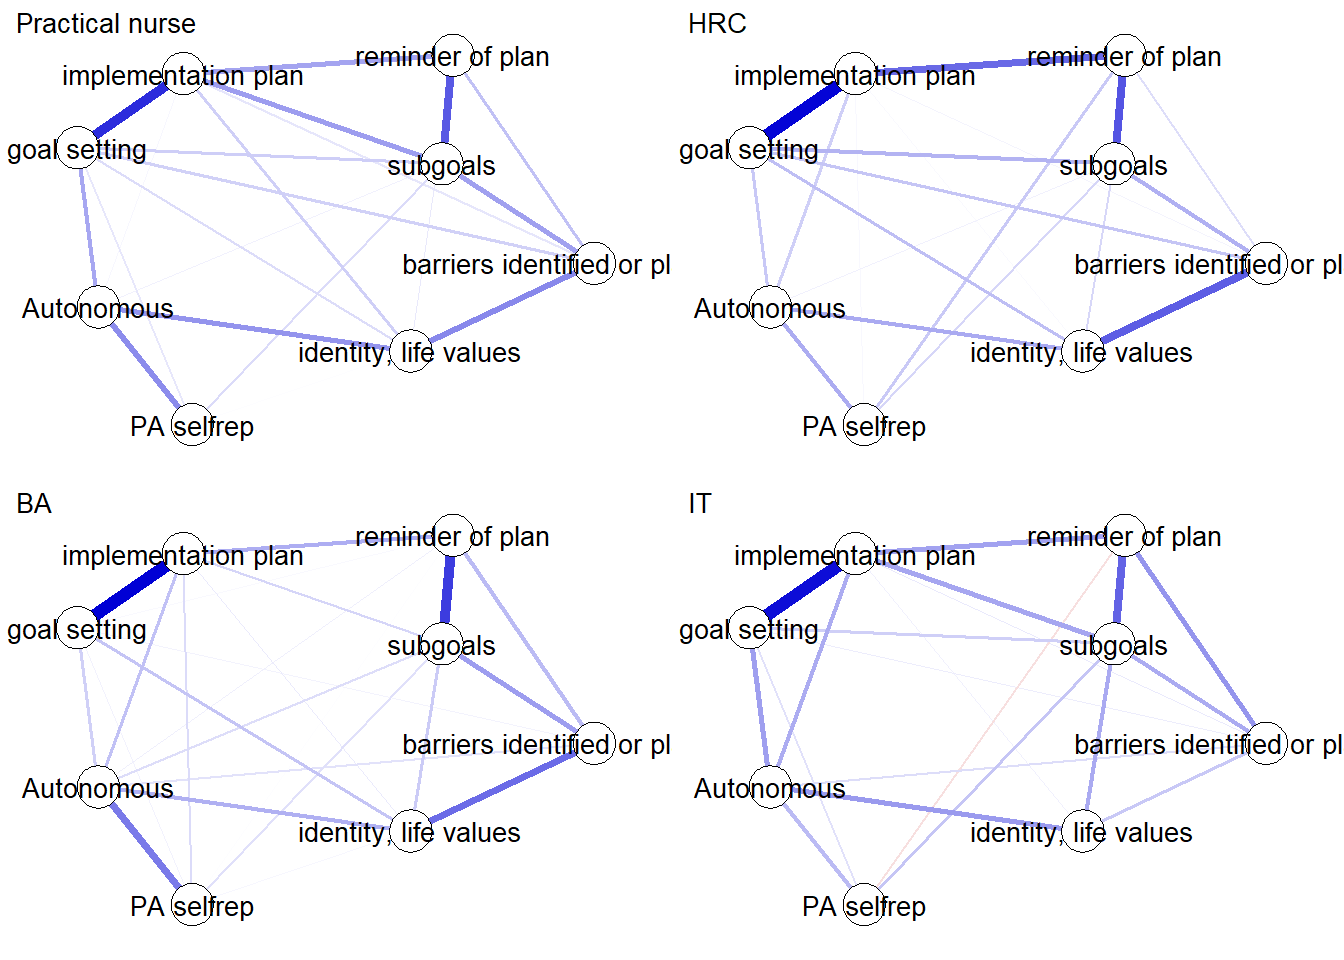 Practical nurse
reminder of plan
implementation plan
goal setting
subgoals
barriers identified or pl
Autonomous
identity, life values
PA selfrep
HRC
reminder of plan
implementation plan
goal setting
subgoals
barriers identified or pl
Autonomous
identity, life values
PA selfrep
BA
reminder of plan
implementation plan
goal setting
subgoals
barriers identified or pl
Autonomous
identity, life values
PA selfrep
IT
reminder of plan
implementation plan
goal setting
subgoals
barriers identified or pl
Autonomous
identity, life values
PA selfrep